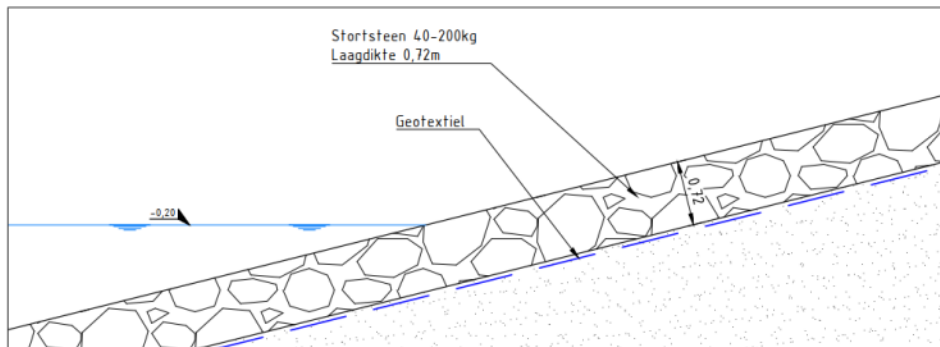 Stortsteen 40-200kg
Laagdikte 0,72m
Geotextiel
0,72
-0,20